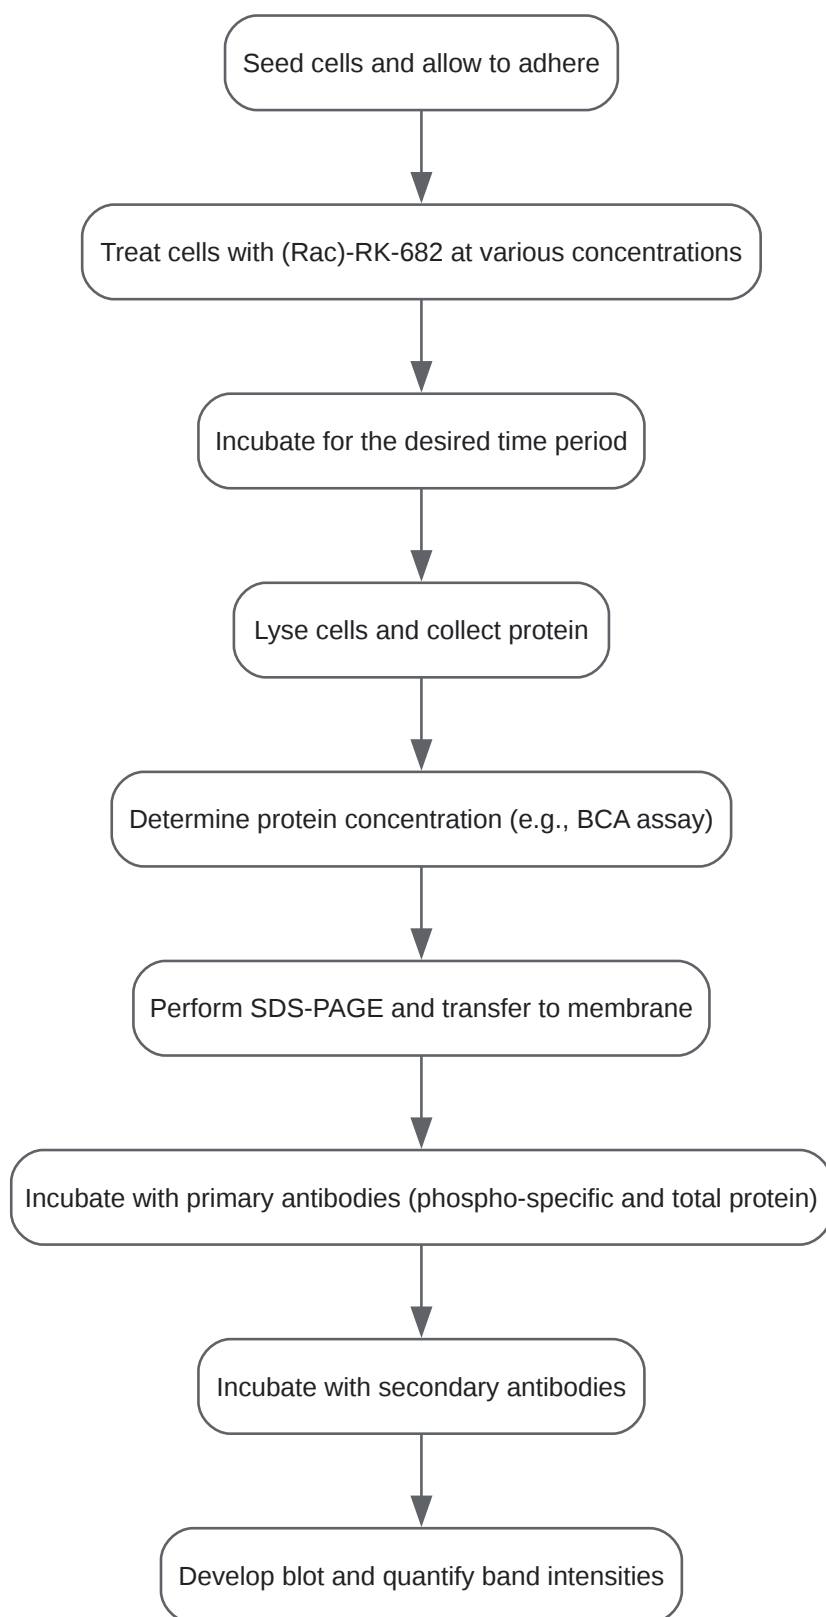 Seed cells and allow to adhere
Treat cells with (Rac)-RK-682 at various concentrations
Incubate for the desired time period
Lyse cells and collect protein
Determine protein concentration (e.g., BCA assay)
Perform SDS-PAGE and transfer to membrane
Incubate with primary antibodies (phospho-specific and total protein)
Incubate with secondary antibodies
Develop blot and quantify band intensities